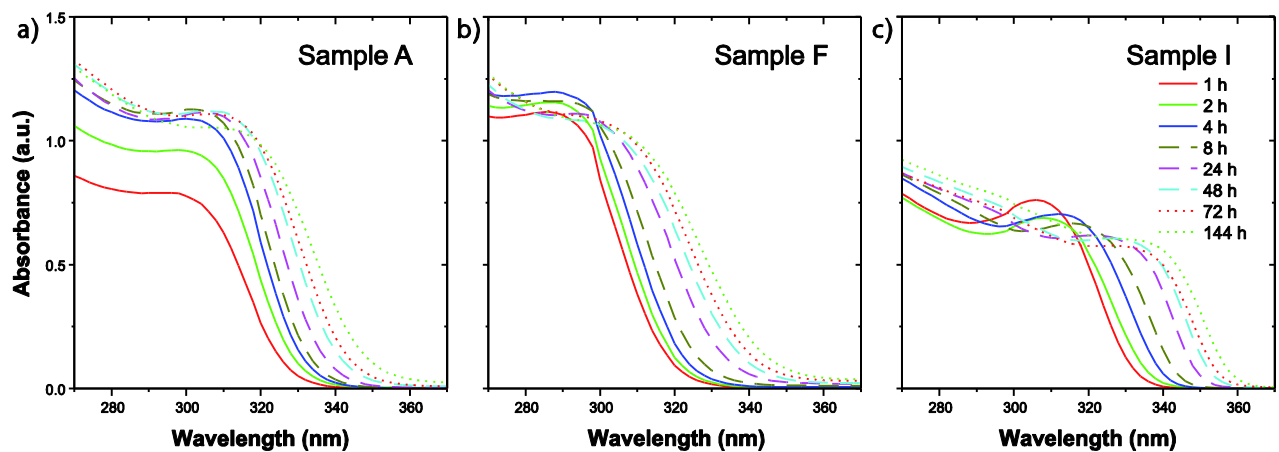 a)
Sample A
b)
Sample F
c)
Sample I
1 h
2 h
4 h
8 h
24 h
48 h
72 h
144 h
Absorbance (a.u.)
1.5
1.0
0.5
0.0
280 300 320 340 360
280 300 320 340 360
280 300 320 340 360
Wavelength (nm)
Wavelength (nm)
Wavelength (nm)